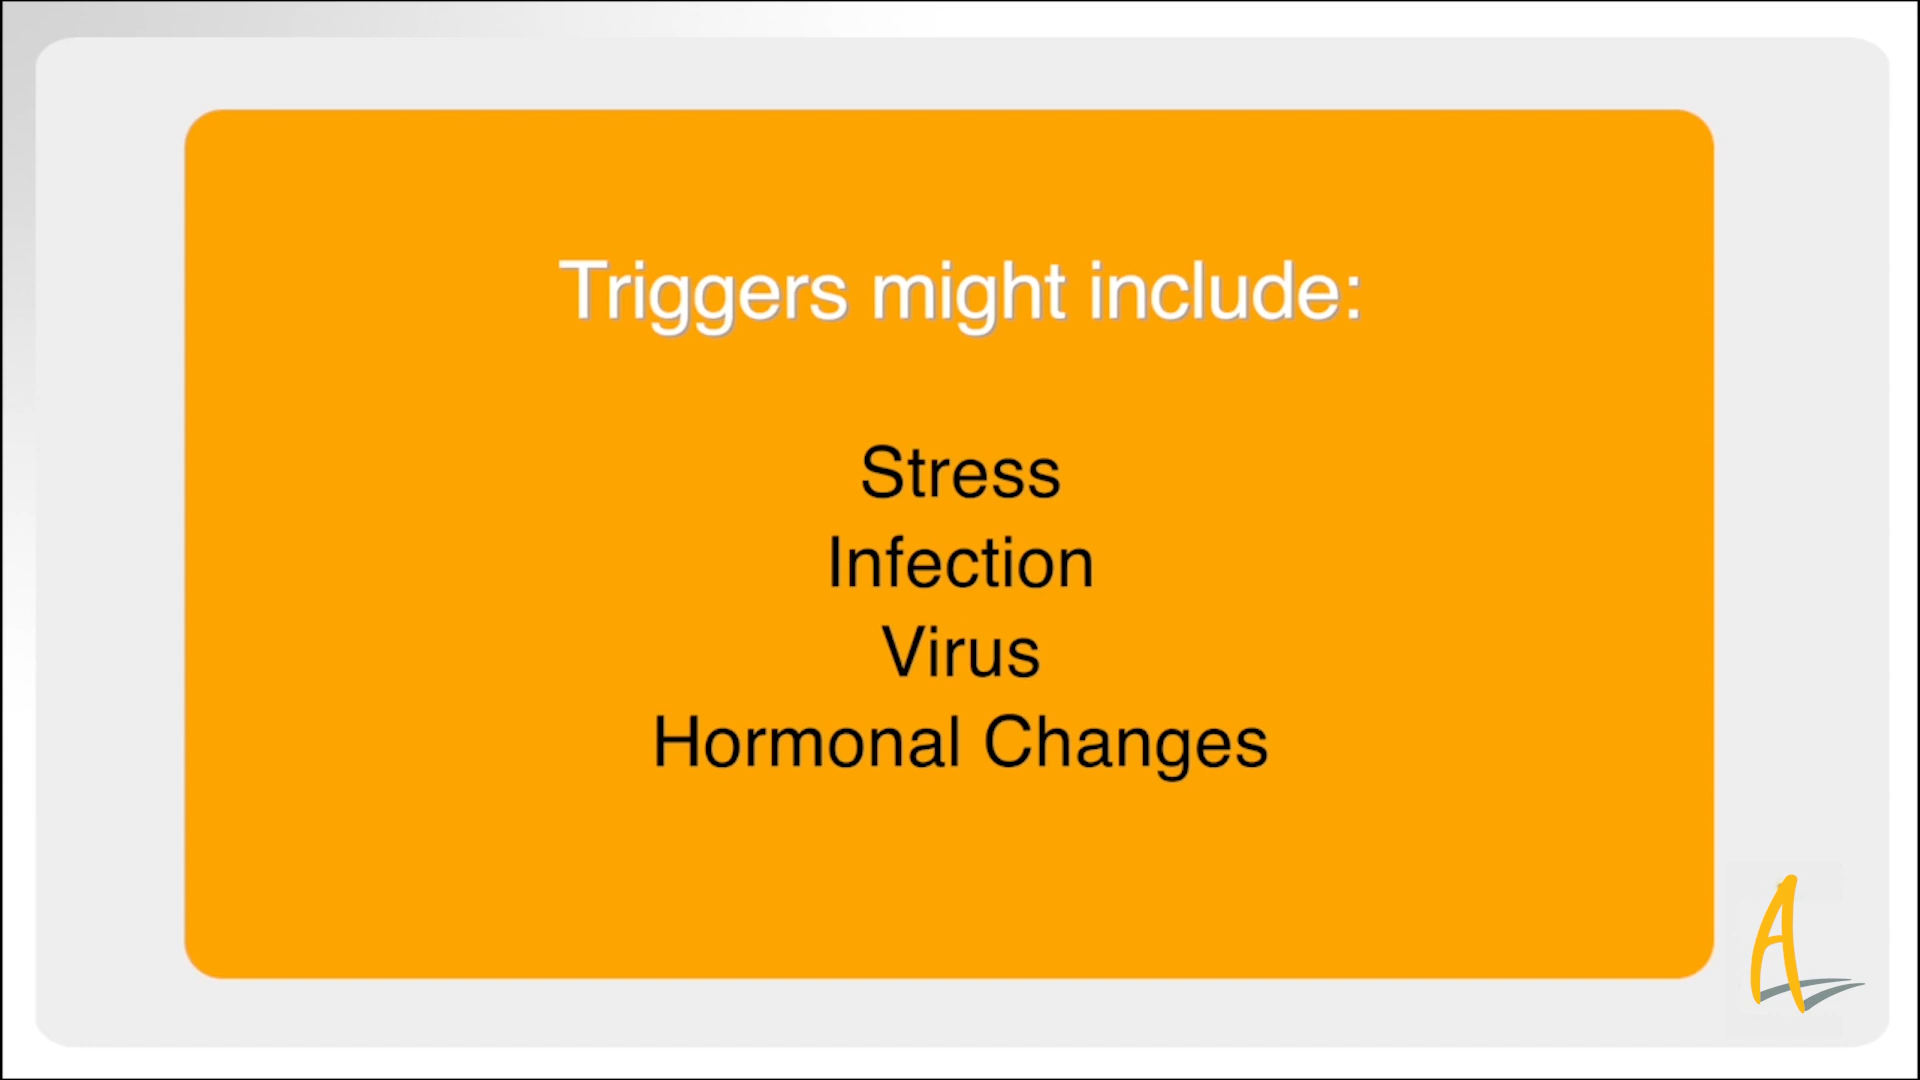 Triggers might include:
Stress
Infection
Virus
Hormonal Changes